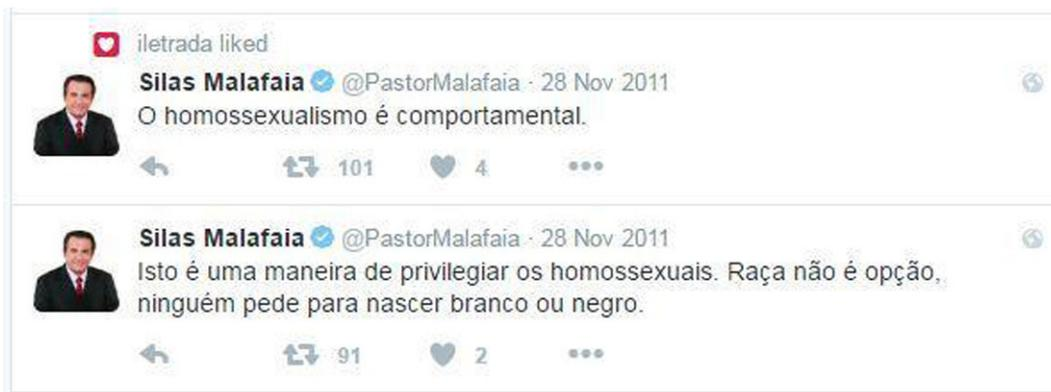 iletrada liked
Silas Malafaia @PastorMalafaia · 28 Nov 2011
O homossexualismo é comportamental.
101 4
Silas Malafaia @PastorMalafaia · 28 Nov 2011
Isto é uma maneira de privilegiar os homossexuais. Raça não é opção,
ninguém pede para nascer branco ou negro.
91 2